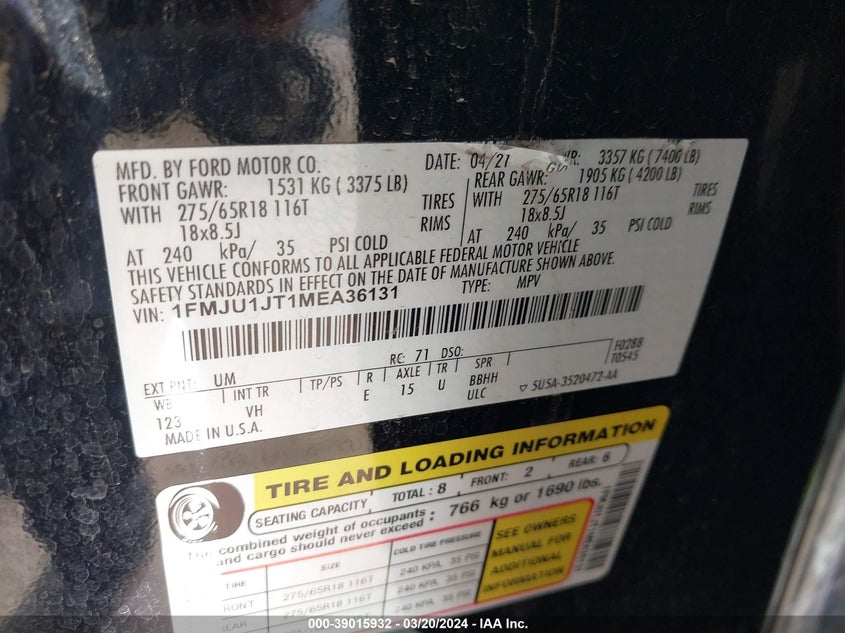 MFD. BY FORD MOTOR CO. DATE: 04/21 3357 KG ( 7400 LB)
FRONT GAWR: 1531 KG ( 3375 LB) REAR GAWR: 1905 KG ( 4200 LB)
WITH 275/65R18 116T TIRES WITH 275/65R18 116T TIRES
18x8.5J RIMS 18x8.5J RIMS
AT 240 kPa/ 35 PSI COLD AT 240 kPa/ 35 PSI COLD
THIS VEHICLE CONFORMS TO ALL APPLICABLE FEDERAL MOTOR VEHICLE
SAFETY STANDARDS IN EFFECT ON THE DATE OF MANUFACTURE SHOWN ABOVE.
VIN: 1FMJU1JT1MEA36131 TYPE: MPV
F0288
RC: 71 DSO: T0545
EXT PNT: UM
WB INT TR TP/PS R AXLE TR SPR
123 VH E 15 U BBHH
ULC
▽ 5U5A-3520472-AA
MADE IN U.S.A.
TIRE AND LOADING INFORMATION
SEATING CAPACITY TOTAL : 8 FRONT: 2 REAR: 6
The combined weight of occupants
and cargo should never exceed : 766 kg or 1690 lbs.
TIRE SIZE COLD TIRE PRESSURE
RONT 275/65R18 116T 240 KPA, 35 PSI
EAR 275/65R18 116T 240 KPA, 35 PSI
SEE OWNERS
MANUAL FOR
ADDITIONAL
INFORMATION
000-39015932 - 03/20/2024 - IAA Inc.